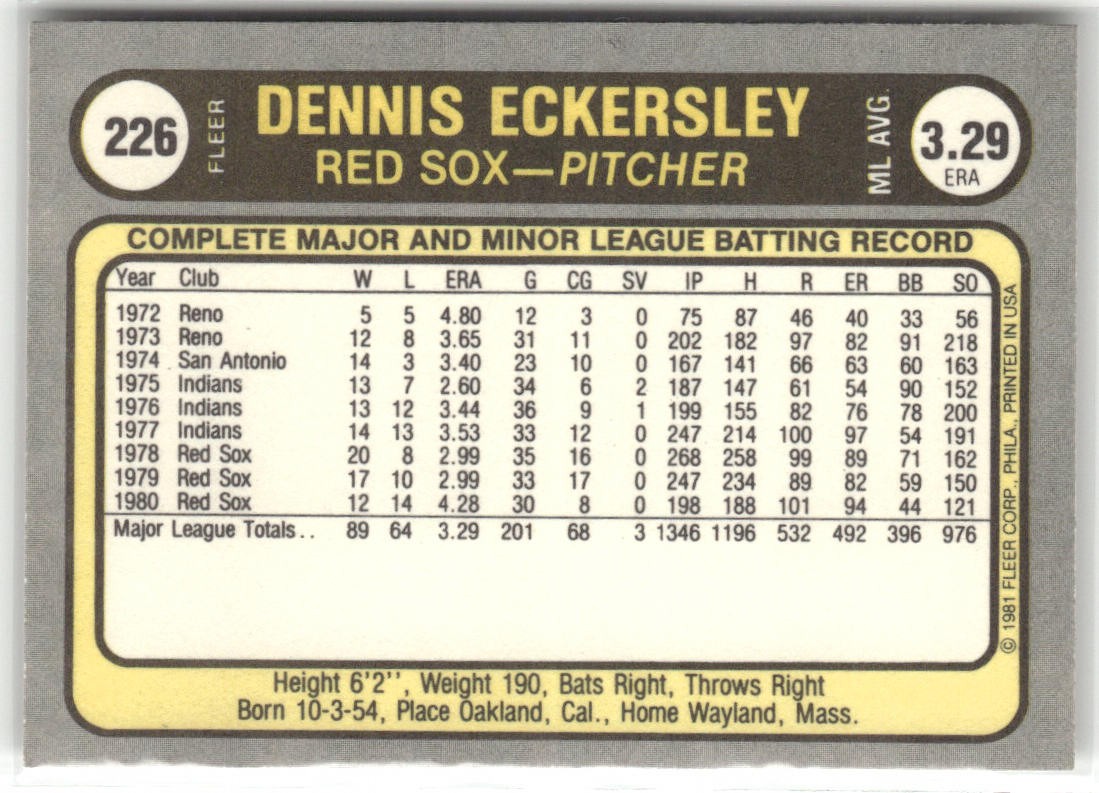 226 FLEER DENNIS ECKERSLEY ML AVG. 3.29
RED SOX—PITCHER ERA
COMPLETE MAJOR AND MINOR LEAGUE BATTING RECORD
Year Club W L ERA G CG SV IP H R ER BB SO
1972 Reno 5 5 4.80 12 3 0 75 87 46 40 33 56
1973 Reno 12 8 3.65 31 11 0 202 182 97 82 91 218
1974 San Antonio 14 3 3.40 23 10 0 167 141 66 63 60 163
1975 Indians 13 7 2.60 34 6 2 187 147 61 54 90 152
1976 Indians 13 12 3.44 36 9 1 199 155 82 76 78 200
1977 Indians 14 13 3.53 33 12 0 247 214 100 97 54 191
1978 Red Sox 20 8 2.99 35 16 0 268 258 99 89 71 162
1979 Red Sox 17 10 2.99 33 17 0 247 234 89 82 59 150
1980 Red Sox 12 14 4.28 30 8 0 198 188 101 94 44 121
Major League Totals.. 89 64 3.29 201 68 3 1346 1196 532 492 396 976
© 1981 FLEER CORP., PHILA., PRINTED IN USA
Height 6'2'', Weight 190, Bats Right, Throws Right
Born 10-3-54, Place Oakland, Cal., Home Wayland, Mass.